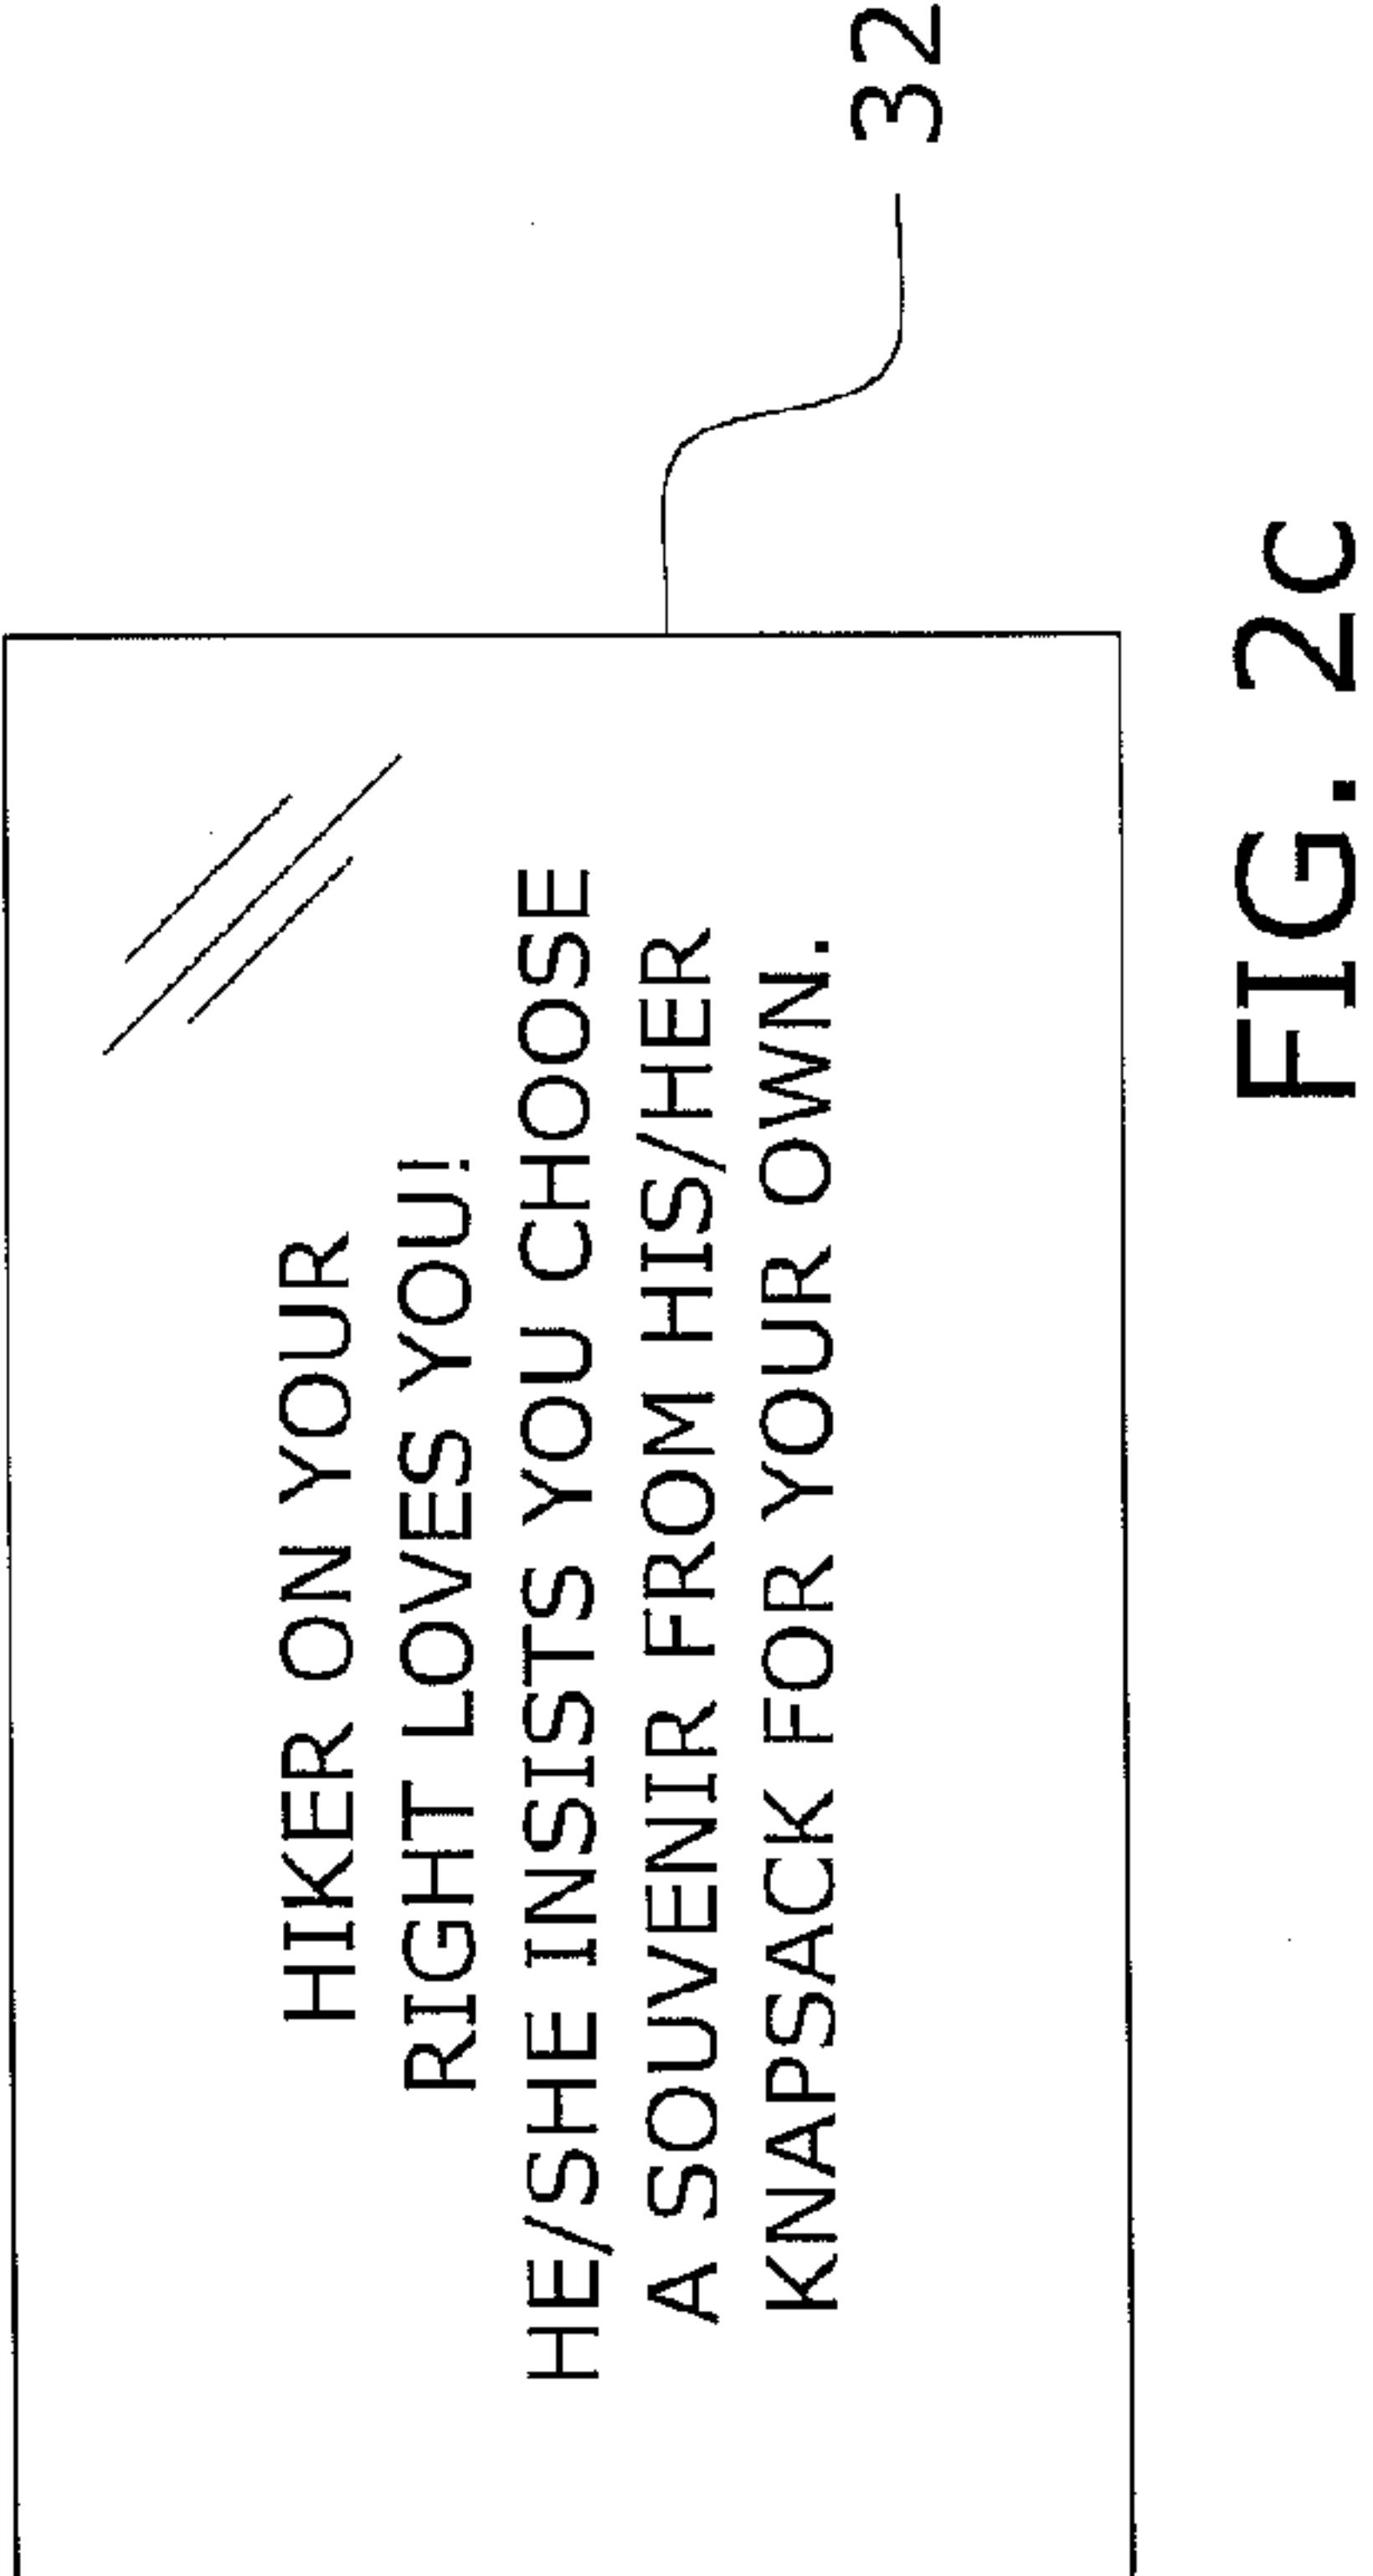 HIKER ON YOUR
RIGHT LOVES YOU!
HE/SHE INSISTS YOU CHOOSE
A SOUVENIR FROM HIS/HER
KNAPSACK FOR YOUR OWN.
32
FIG. 2c